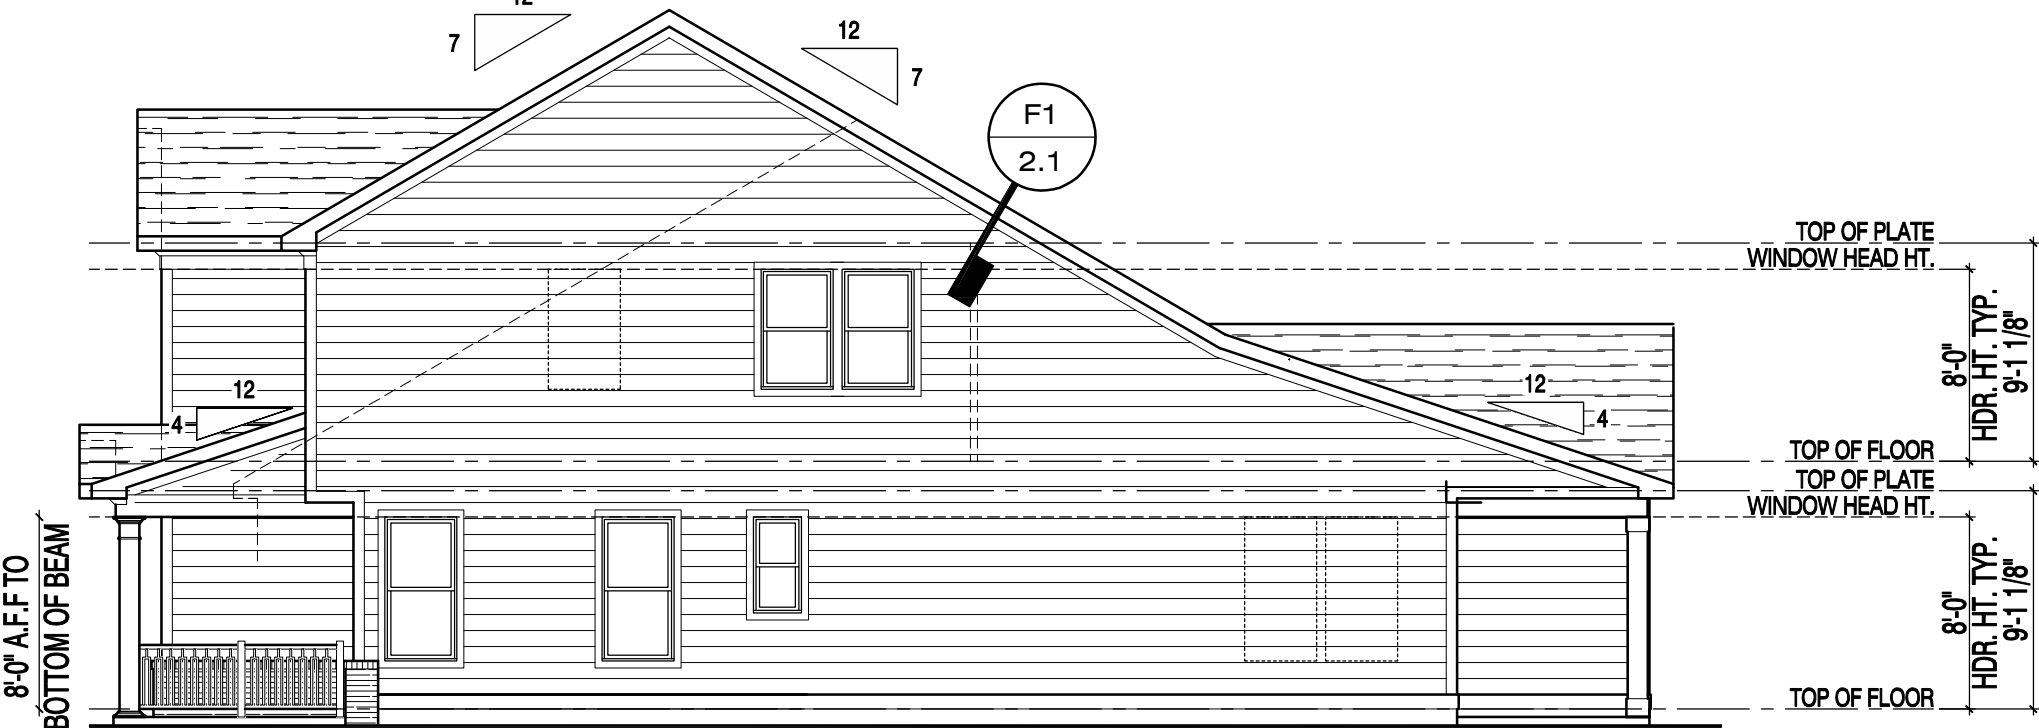 12
7
12
7
F1
2.1
TOP OF PLATE
WINDOW HEAD HT.
8'-0"
HDR. HT. TYP.
9'-1 1/8"
12
4
12
4
TOP OF FLOOR
TOP OF PLATE
WINDOW HEAD HT.
8'-0" A.F.F TO
BOTTOM OF BEAM
8'-0"
HDR. HT. TYP.
9'-1 1/8"
TOP OF FLOOR